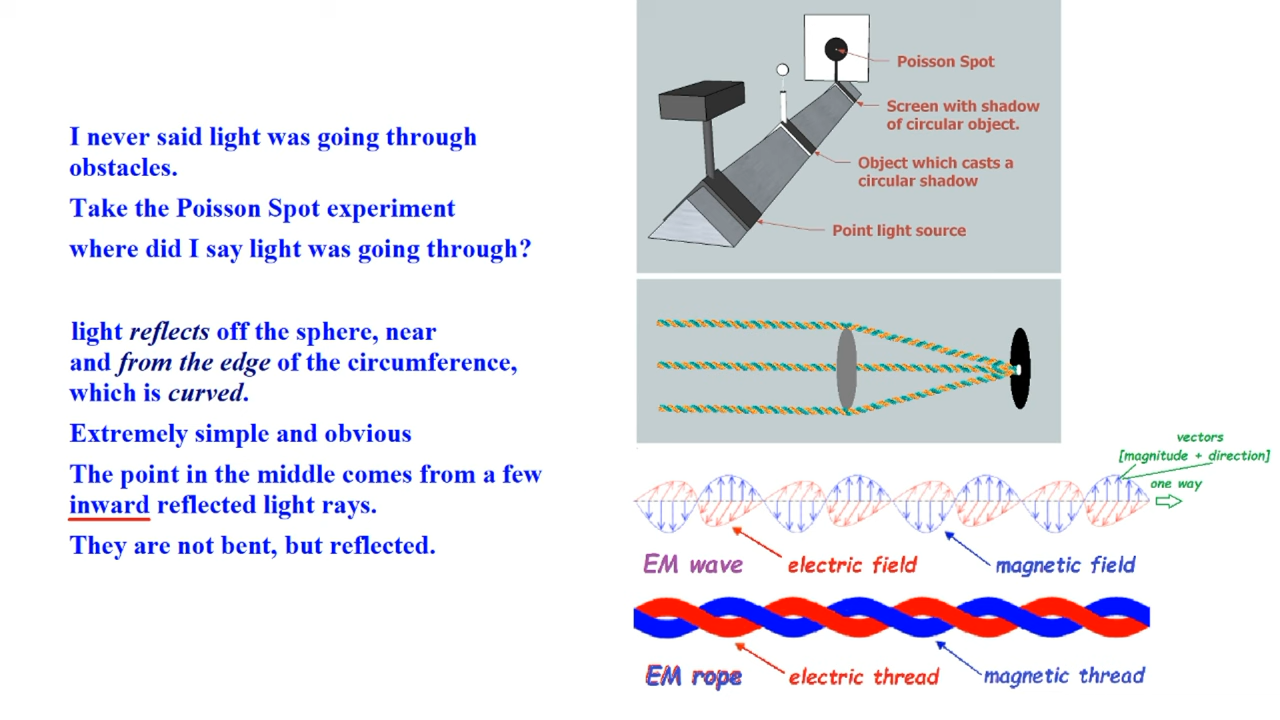 I never said light was going through
obstacles.
Take the Poisson Spot experiment
where did I say light was going through?
light reflects off the sphere, near
and from the edge of the circumference,
which is curved.
Extremely simple and obvious
The point in the middle comes from a few
inward reflected light rays.
They are not bent, but reflected.
Poisson Spot
Screen with shadow
of circular object.
Object which casts a
circular shadow
Point light source
vectors
[magnitude + direction]
one way
EM wave
electric field
magnetic field
EM rope
electric thread
magnetic thread